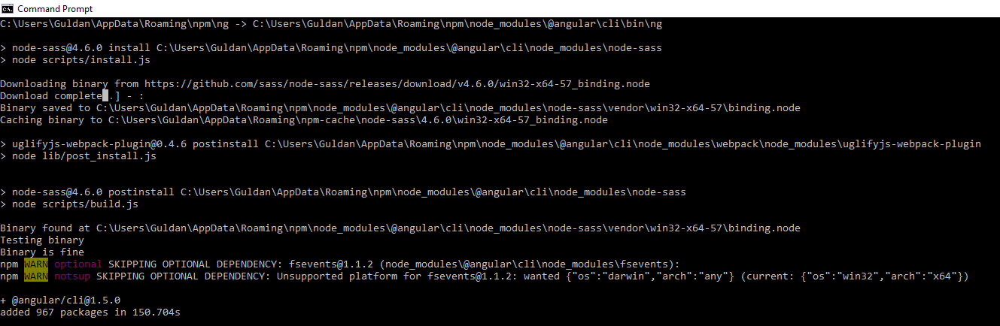 Command Prompt
C:\Users\Guldan\AppData\Roaming\npm\ng -> C:\Users\Guldan\AppData\Roaming\npm\node_modules\@angular\cli\bin\ng
> node-sass@4.6.0 install C:\Users\Guldan\AppData\Roaming\npm\node_modules\@angular\cli\node_modules\node-sass
> node scripts/install.js
Downloading binary from https://github.com/sass/node-sass/releases/download/v4.6.0/win32-x64-57_binding.node
Download complete .] - :
Binary saved to C:\Users\Guldan\AppData\Roaming\npm\node_modules\@angular\cli\node_modules\node-sass\vendor\win32-x64-57\binding.node
Caching binary to C:\Users\Guldan\AppData\Roaming\npm-cache\node-sass\4.6.0\win32-x64-57_binding.node
> uglifyjs-webpack-plugin@0.4.6 postinstall C:\Users\Guldan\AppData\Roaming\npm\node_modules\@angular\cli\node_modules\webpack\node_modules\uglifyjs-webpack-plugin
> node lib/post_install.js
> node-sass@4.6.0 postinstall C:\Users\Guldan\AppData\Roaming\npm\node_modules\@angular\cli\node_modules\node-sass
> node scripts/build.js
Binary found at C:\Users\Guldan\AppData\Roaming\npm\node_modules\@angular\cli\node_modules\node-sass\vendor\win32-x64-57\binding.node
Testing binary
Binary is fine
npm WARN optional SKIPPING OPTIONAL DEPENDENCY: fsevents@1.1.2 (node_modules\@angular\cli\node_modules\fsevents):
npm WARN notsup SKIPPING OPTIONAL DEPENDENCY: Unsupported platform for fsevents@1.1.2: wanted {"os":"darwin","arch":"any"} (current: {"os":"win32","arch":"x64"})
+ @angular/cli@1.5.0
added 967 packages in 150.704s